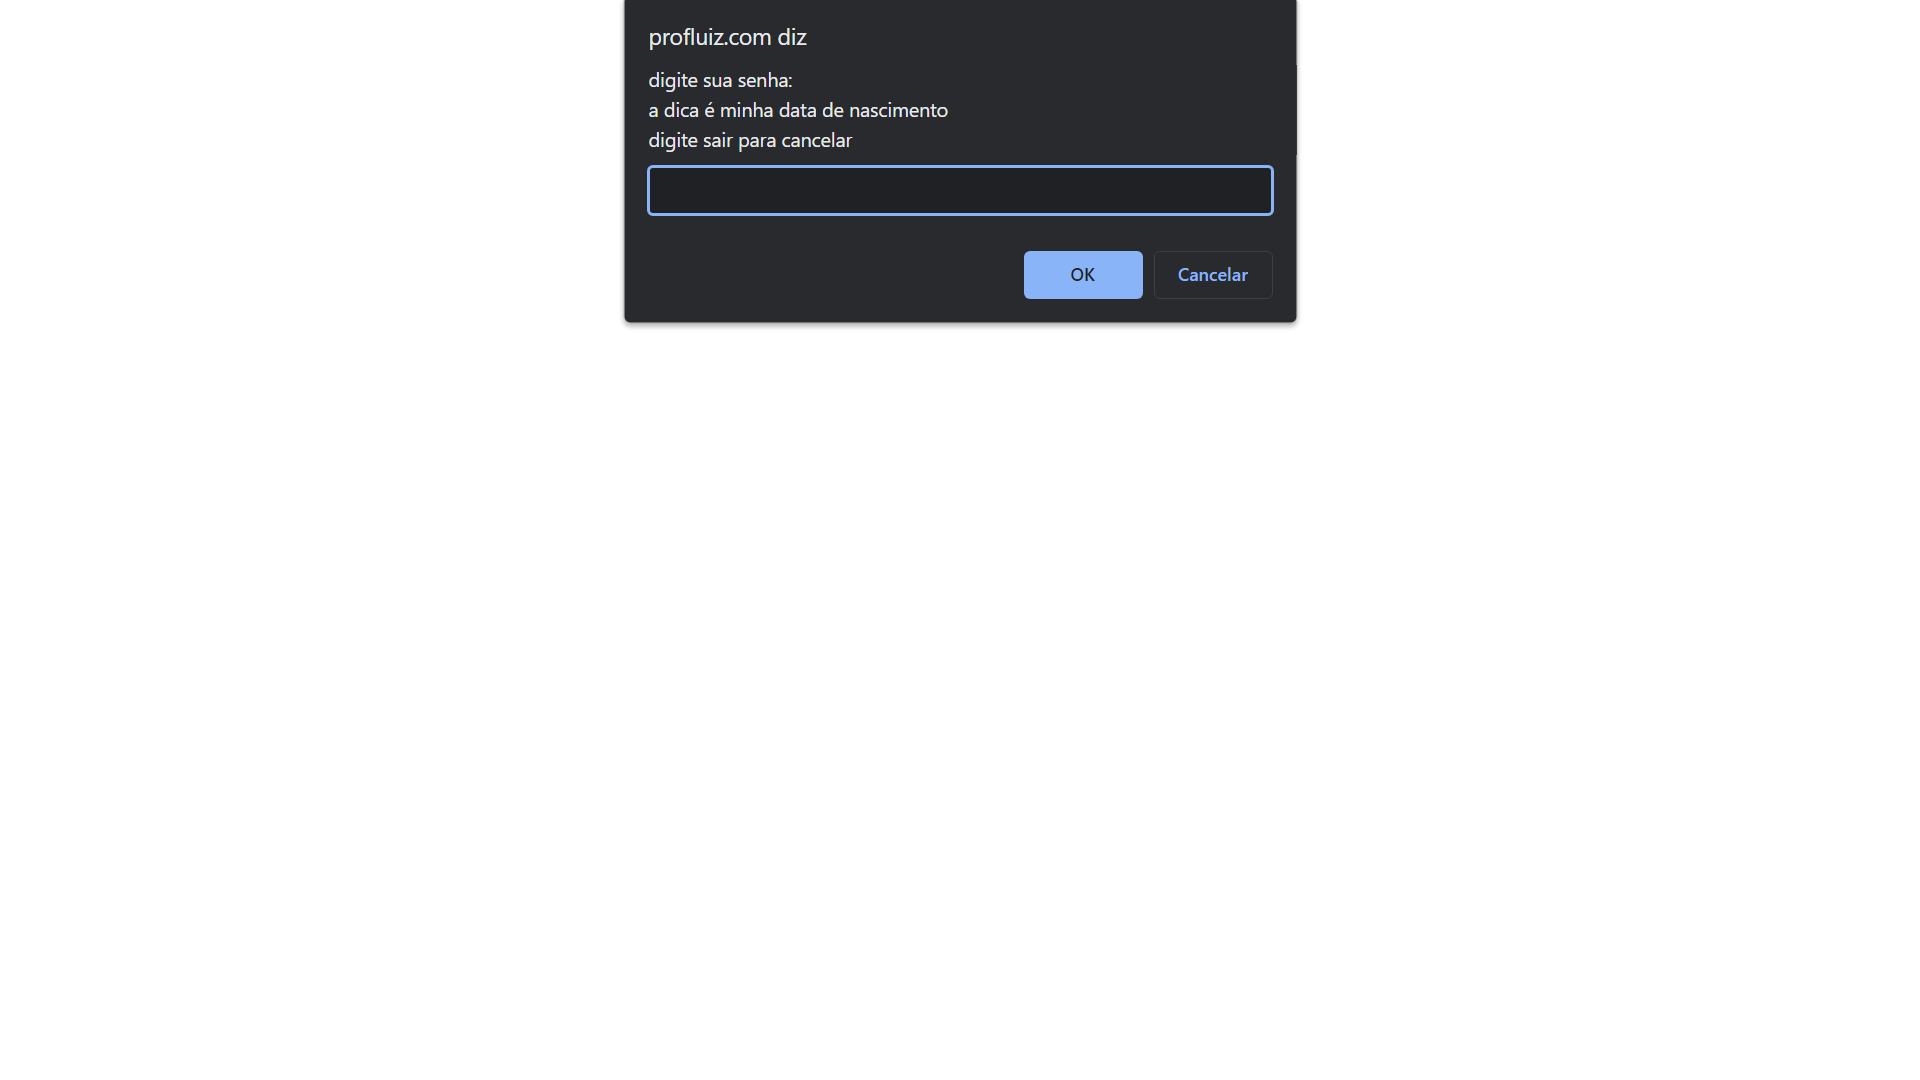 profluiz.com diz
digite sua senha:
a dica é minha data de nascimento
digite sair para cancelar
OK
Cancelar